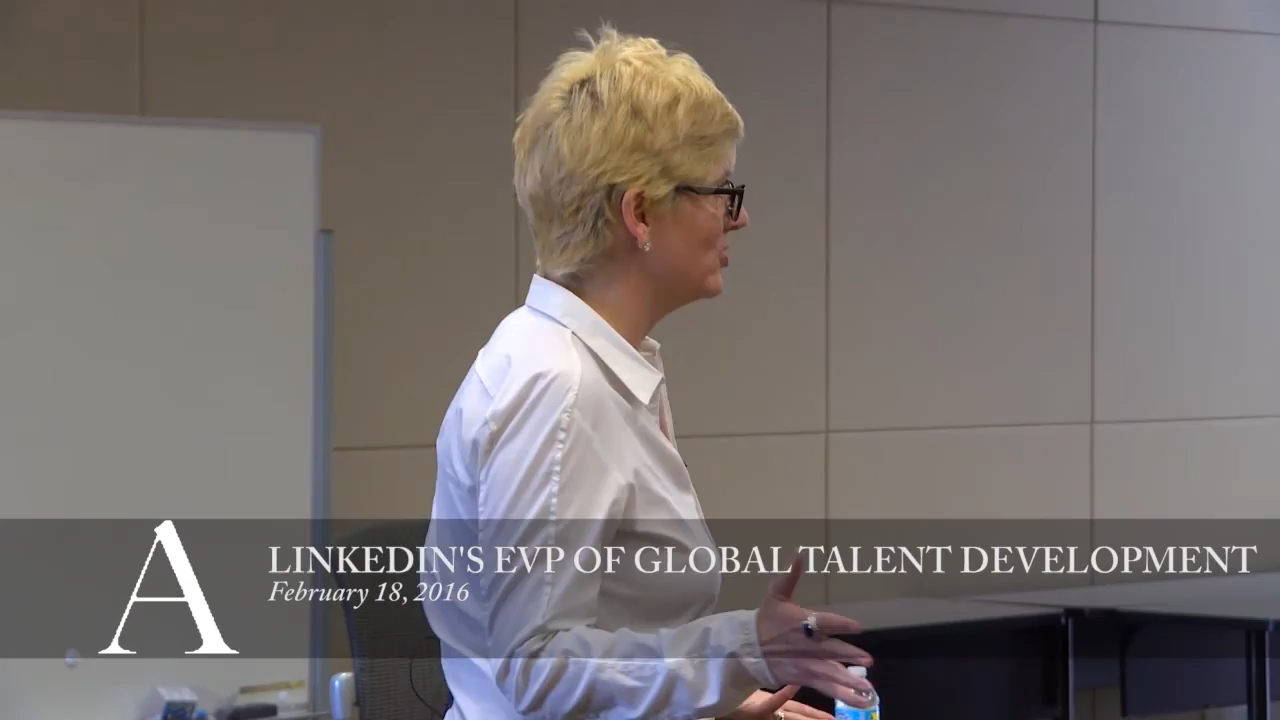 A
LINKEDIN'S EVP OF GLOBAL TALENT DEVELOPMENT
February 18, 2016